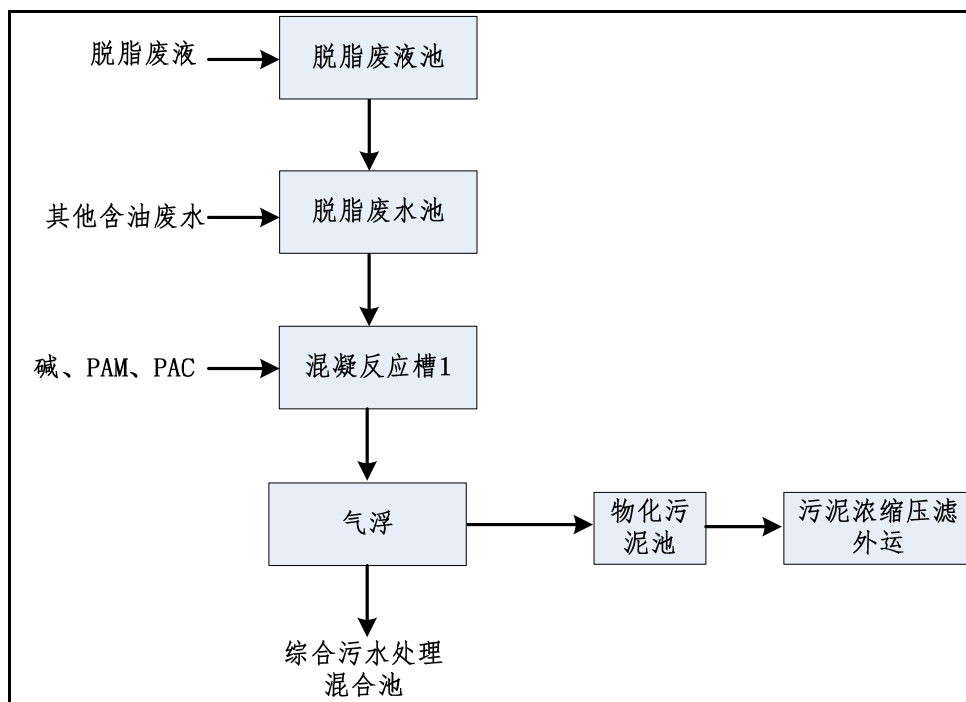 脱脂废液
脱脂废液池
其他含油废水
脱脂废水池
碱、PAM、PAC
混凝反应槽1
气浮
物化污
泥池
污泥浓缩压滤
外运
综合污水处理
混合池